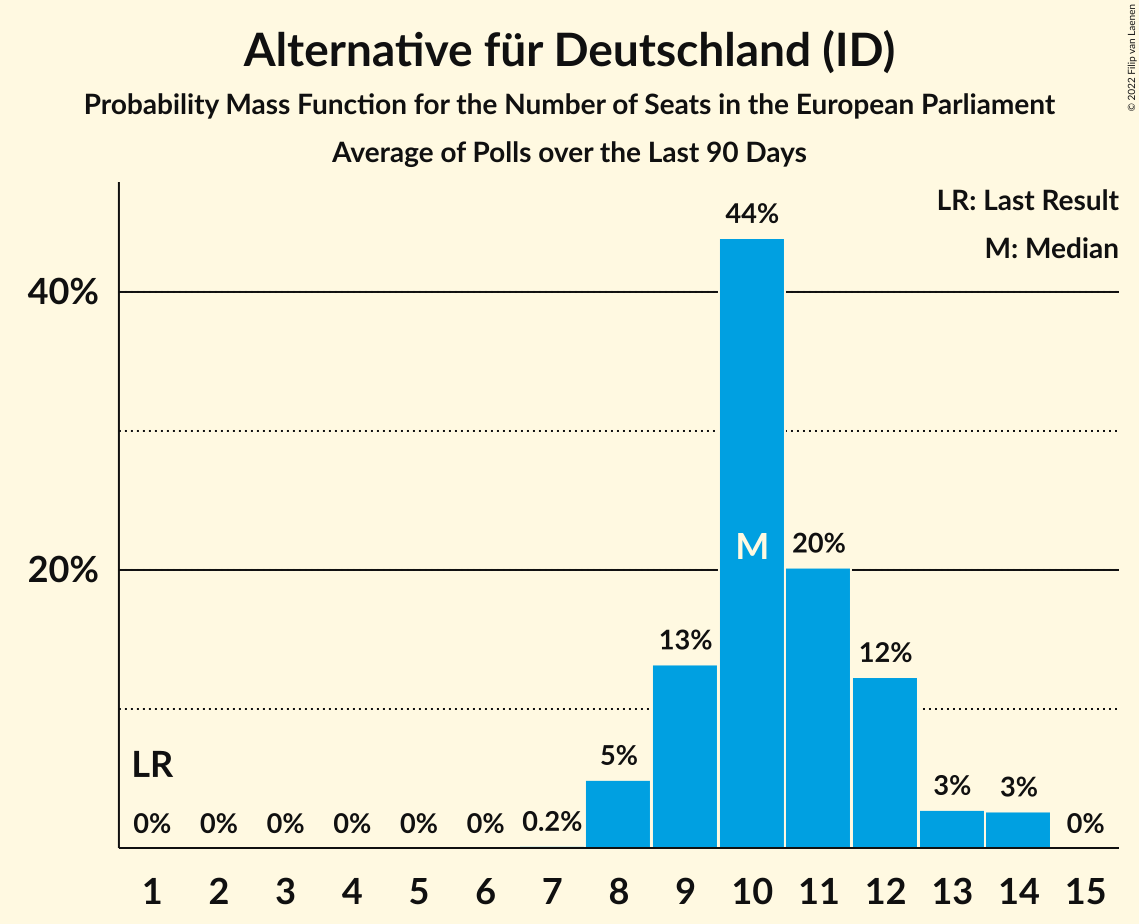 Alternative für Deutschland (ID)
Probability Mass Function for the Number of Seats in the European Parliament
Average of Polls over the Last 90 Days
© 2022 Filip van Laenen
LR: Last Result
M: Median
44%
40%
M
20%
20%
13%
12%
LR
5%
3%
3%
0%
0%
0%
0%
0%
0%
0.2%
0%
1 2 3 4 5 6 7 8 9 10 11 12 13 14 15